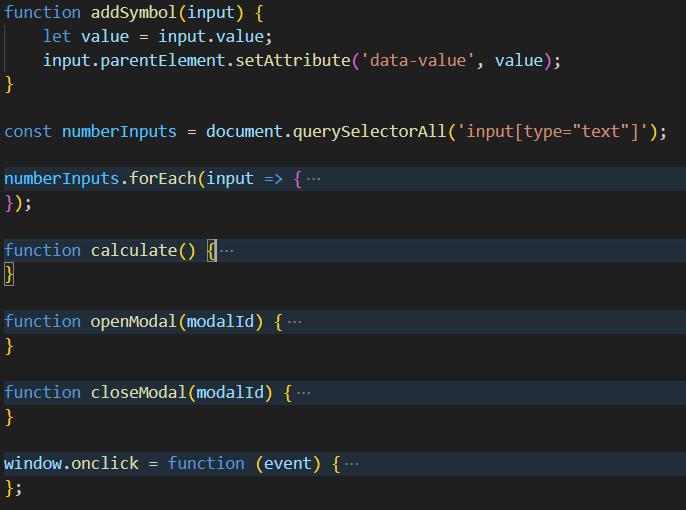 function addSymbol(input) {
    let value = input.value;
    input.parentElement.setAttribute('data-value', value);
}

const numberInputs = document.querySelectorAll('input[type="text"]');

numberInputs.forEach(input => { ···
});

function calculate() { ···
}

function openModal(modalId) { ···
}

function closeModal(modalId) { ···
}

window.onclick = function (event) { ···
};